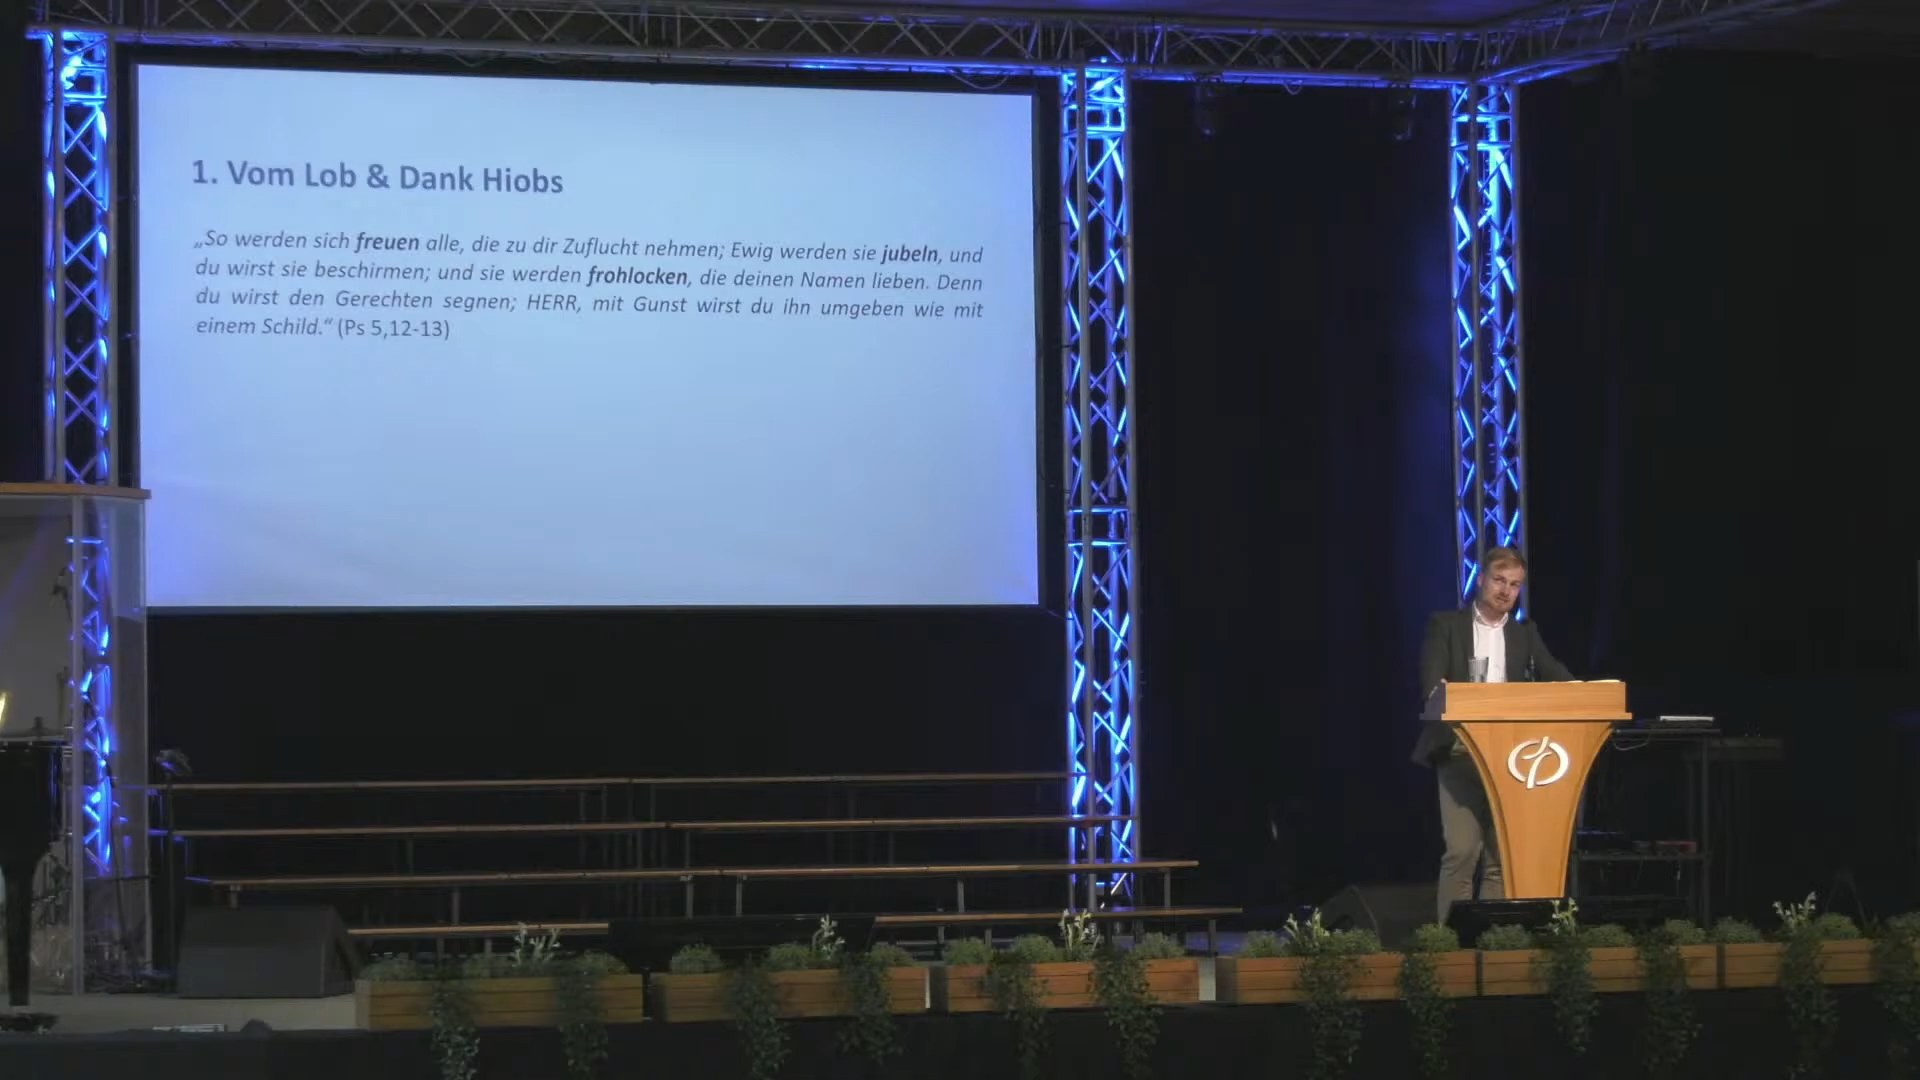 1. Vom Lob & Dank Hiobs
„So werden sich freuen alle, die zu dir Zuflucht nehmen; Ewig werden sie jubeln, und
du wirst sie beschirmen; und sie werden frohlocken, die deinen Namen lieben. Denn
du wirst den Gerechten segnen; HERR, mit Gunst wirst du ihn umgeben wie mit
einem Schild.“ (Ps 5,12-13)